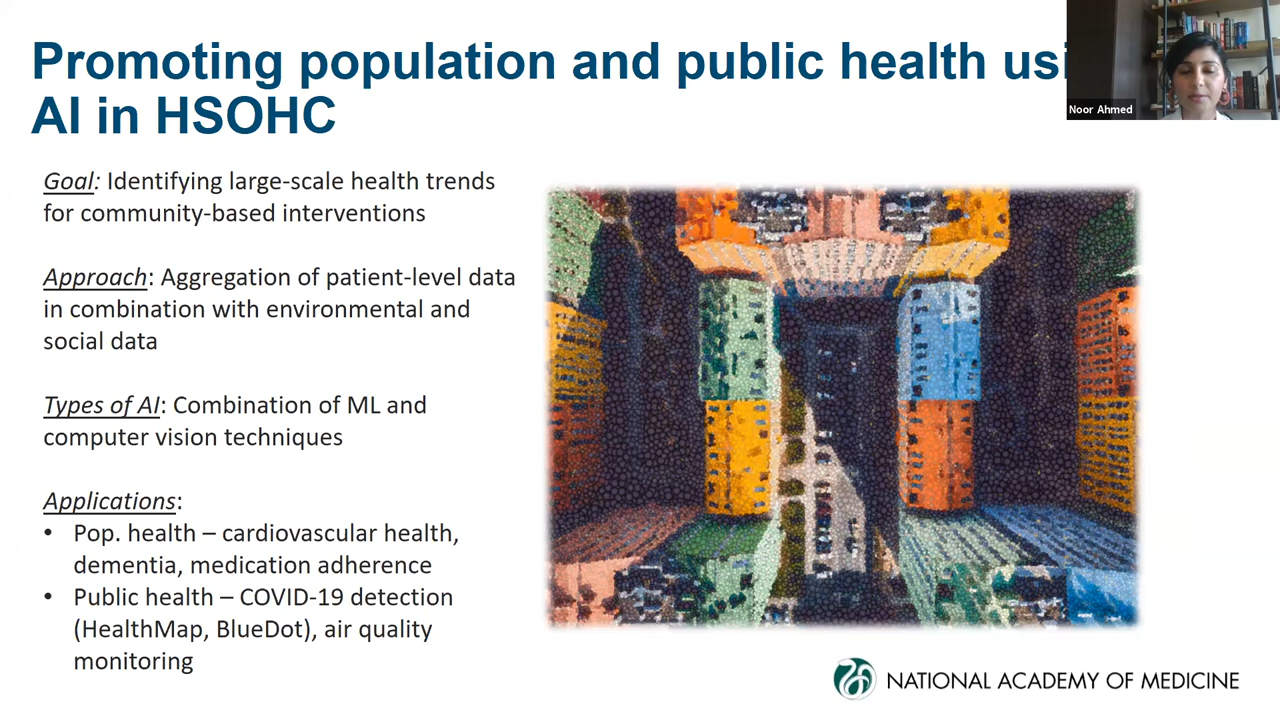 Promoting population and public health usi
AI in HSOHC
Noor Ahmed
Goal: Identifying large-scale health trends
for community-based interventions
Approach: Aggregation of patient-level data
in combination with environmental and
social data
Types of AI: Combination of ML and
computer vision techniques
Applications:
• Pop. health – cardiovascular health,
dementia, medication adherence
• Public health – COVID-19 detection
(HealthMap, BlueDot), air quality
monitoring
NATIONAL ACADEMY OF MEDICINE